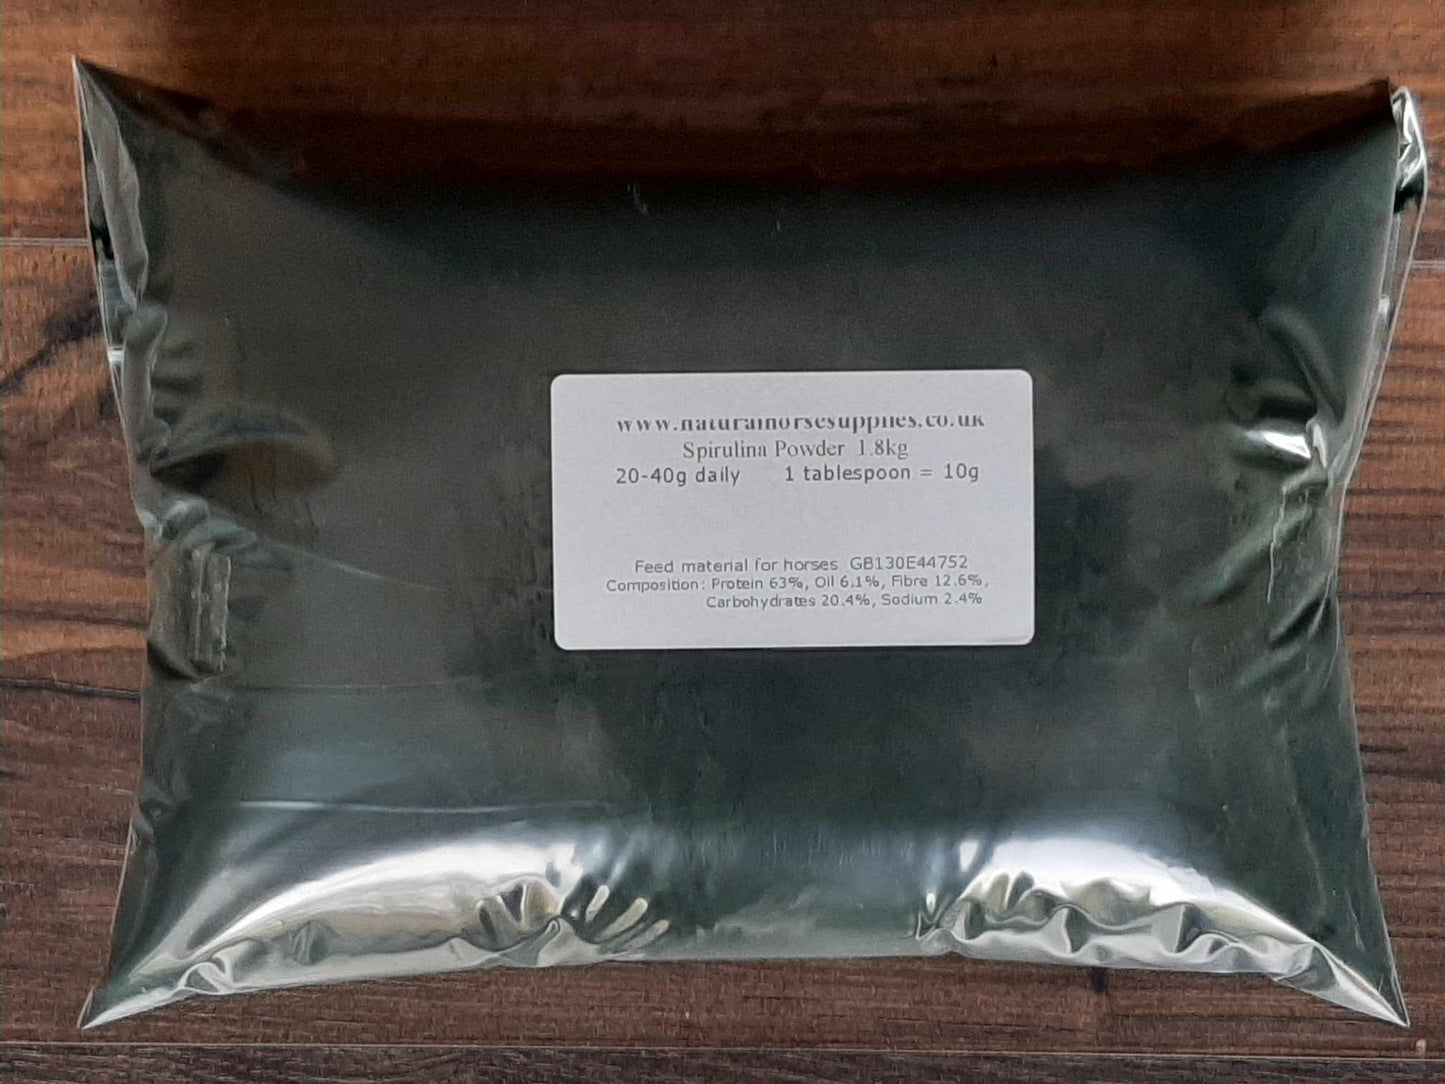 www.naturalhorsesupplies.co.uk
Spirulina Powder 1.8kg
20-40g daily 1 tablespoon = 10g
Feed material for horses GB130E44752
Composition: Protein 63%, Oil 6.1%, Fibre 12.6%,
Carbohydrates 20.4%, Sodium 2.4%